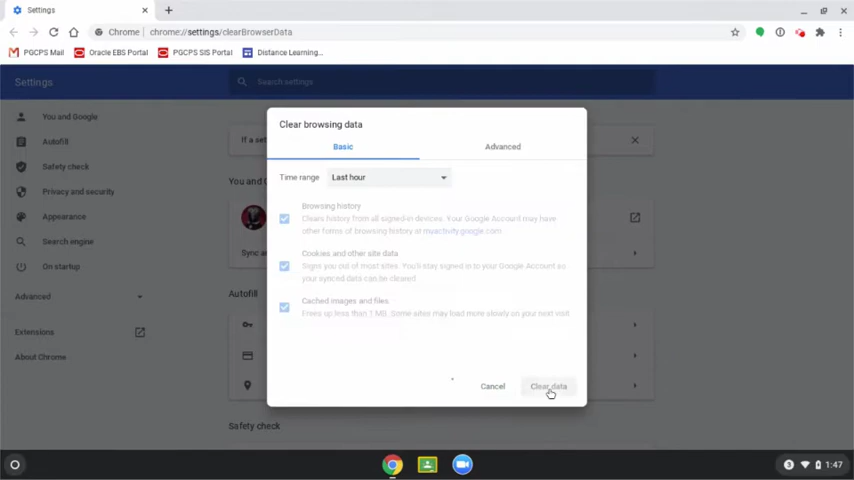 Settings
Chrome | chrome://settings/clearBrowserData
PGCPS Mail
Oracle EBS Portal
PGCPS SIS Portal
Distance Learning...
Settings
Search settings
You and Google
Autofill
Safety check
Privacy and security
Appearance
Search engine
On startup
Advanced
Extensions
About Chrome
If a set
You and G
Sync a
Autofill
Safety check
Clear browsing data
Basic
Advanced
Time range
Last hour
Browsing history
Clears history from all signed-in devices. Your Google Account may have
other forms of browsing history at myactivity.google.com
Cookies and other site data
Signs you out of most sites. You'll stay signed in to your Google Account so
your synced data can be cleared.
Cached images and files
Frees up less than 1 MB. Some sites may load more slowly on your next visit
Cancel
Clear data
3
1:47